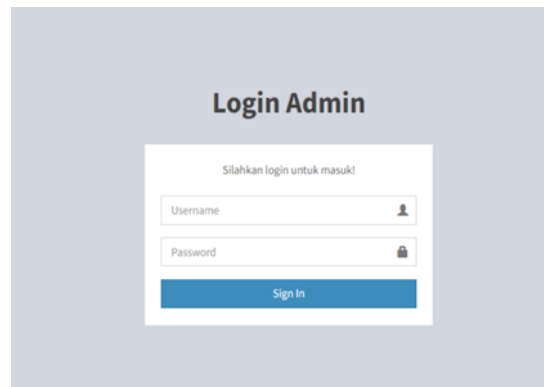 Login Admin
Silahkan login untuk masuk!
Username
Password
Sign In